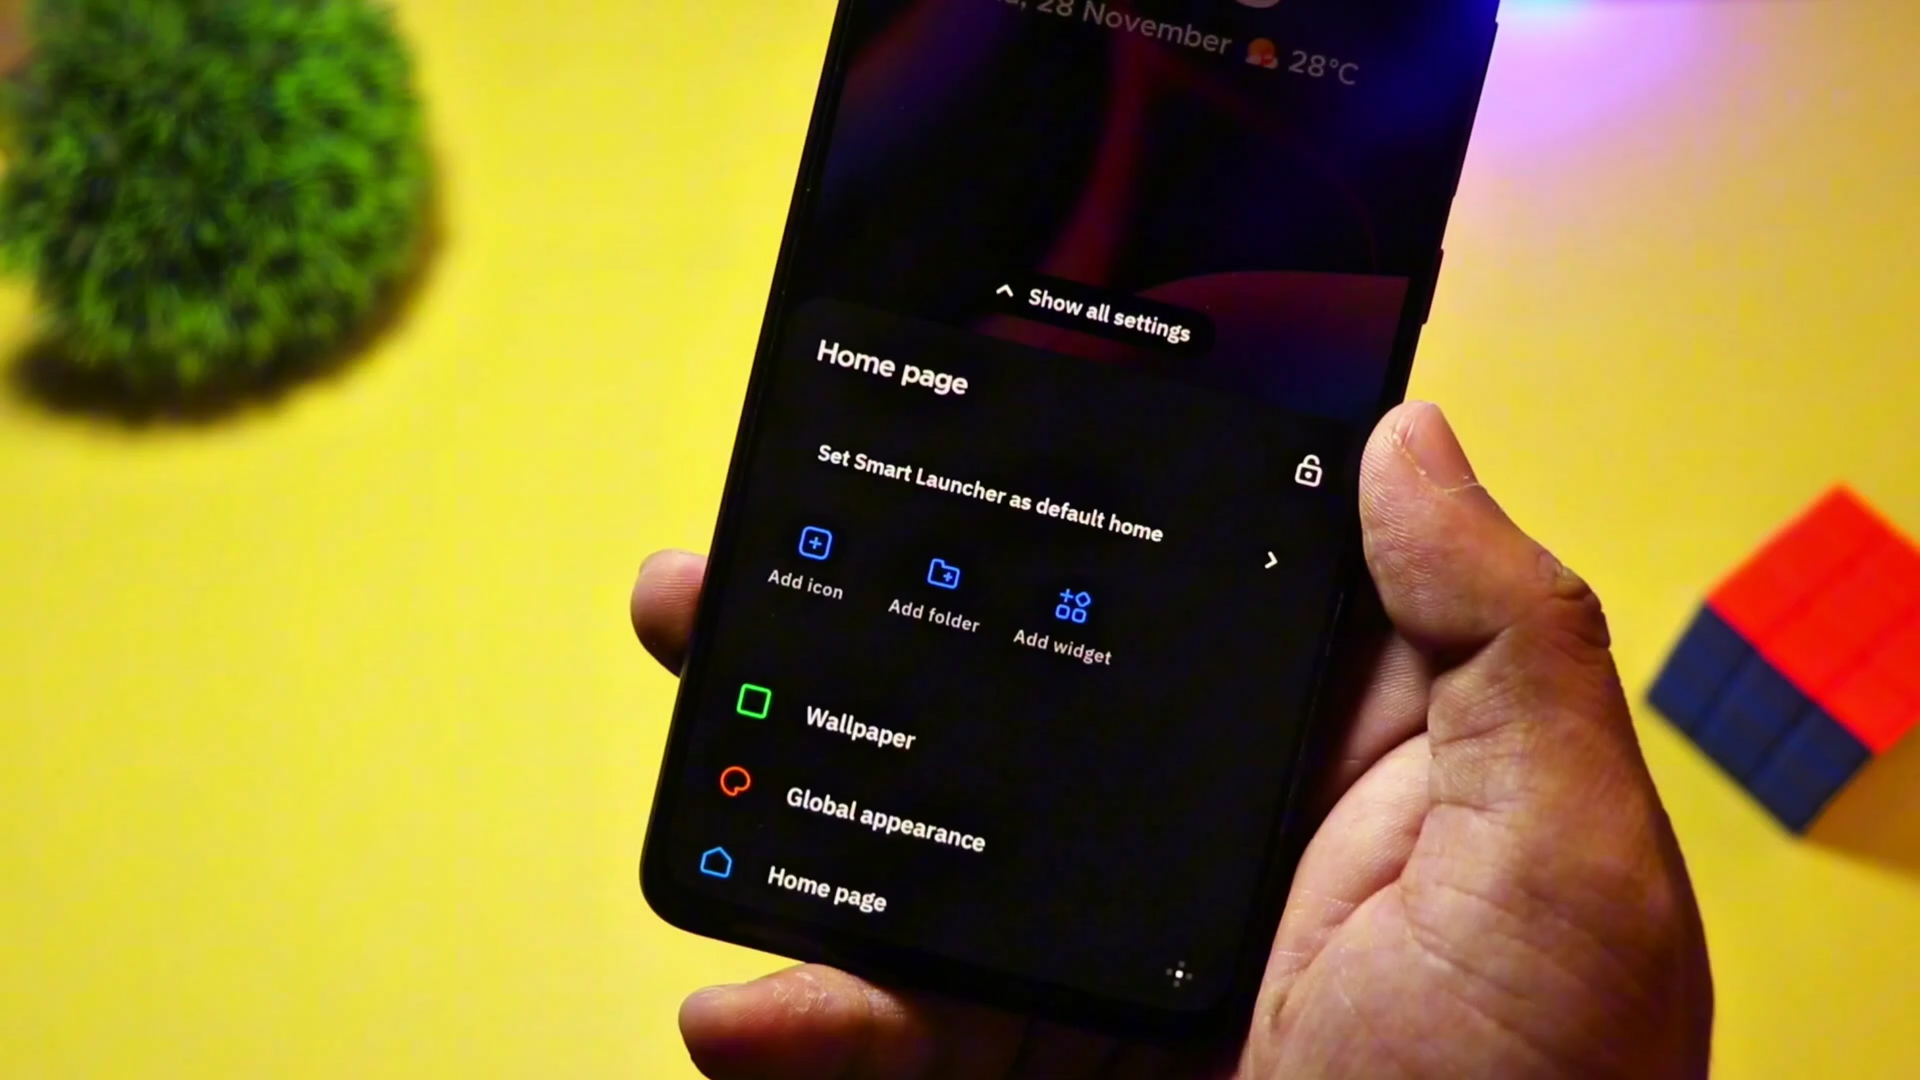 28 November 28°C
Show all settings
Home page
Set Smart Launcher as default home
Add icon
Add folder
Add widget
Wallpaper
Global appearance
Home page